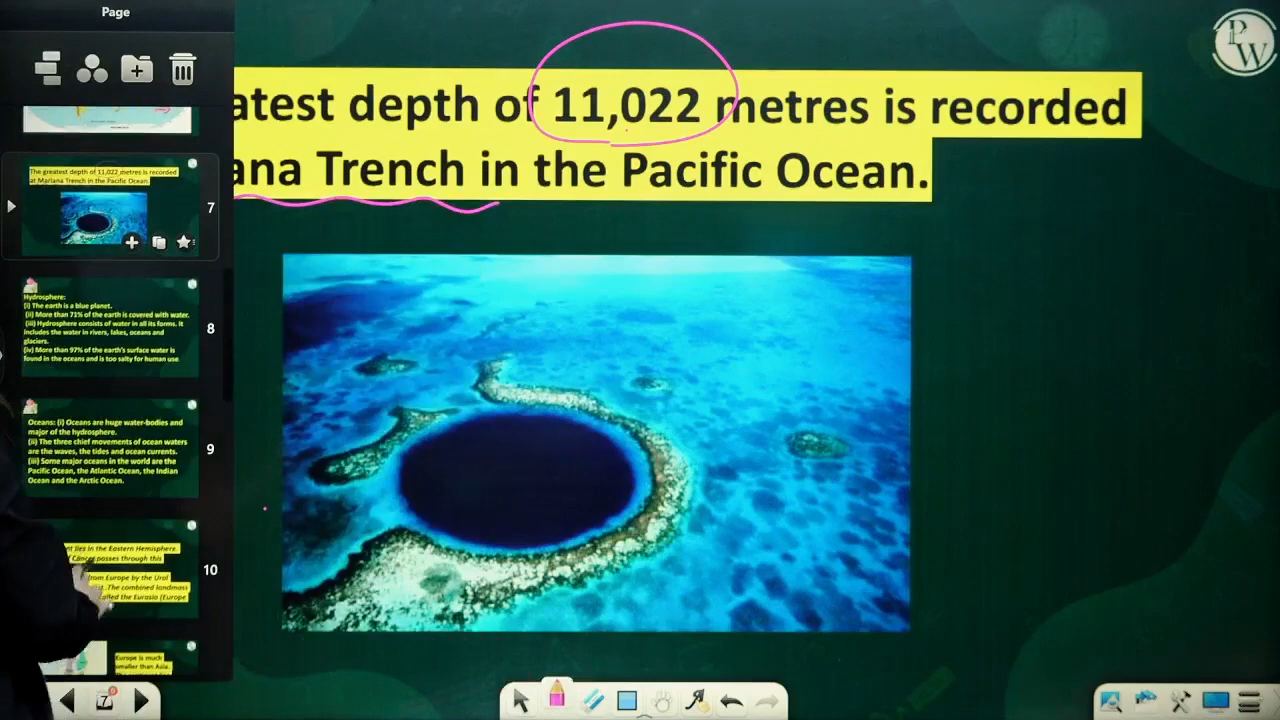 Page
PW
atest depth of 11,022 metres is recorded
ana Trench in the Pacific Ocean.
The greatest depth of 11,022 metres is recorded
at Mariana Trench in the Pacific Ocean.
7
Hydrosphere:
(i) The earth is a blue planet.
(ii) More than 71% of the earth is covered with water.
(iii) Hydrosphere consists of water in all its forms. It
includes the water in rivers, lakes, oceans and
glaciers.
(iv) More than 97% of the earth's surface water is
found in the oceans and is too salty for human use
8
Oceans: (i) Oceans are huge water-bodies and
major of the hydrosphere.
(ii) The three chief movements of ocean waters
are the waves, the tides and ocean currents.
(iii) Some major oceans in the world are the
Pacific Ocean, the Atlantic Ocean, the Indian
Ocean and the Arctic Ocean.
9
nt lies in the Eastern Hemisphere.
f Cancer passes through this
from Europe by the Ural
The combined landmass
alled the Eurasia (Europe
10
Europe is much
smaller than Asia.
7